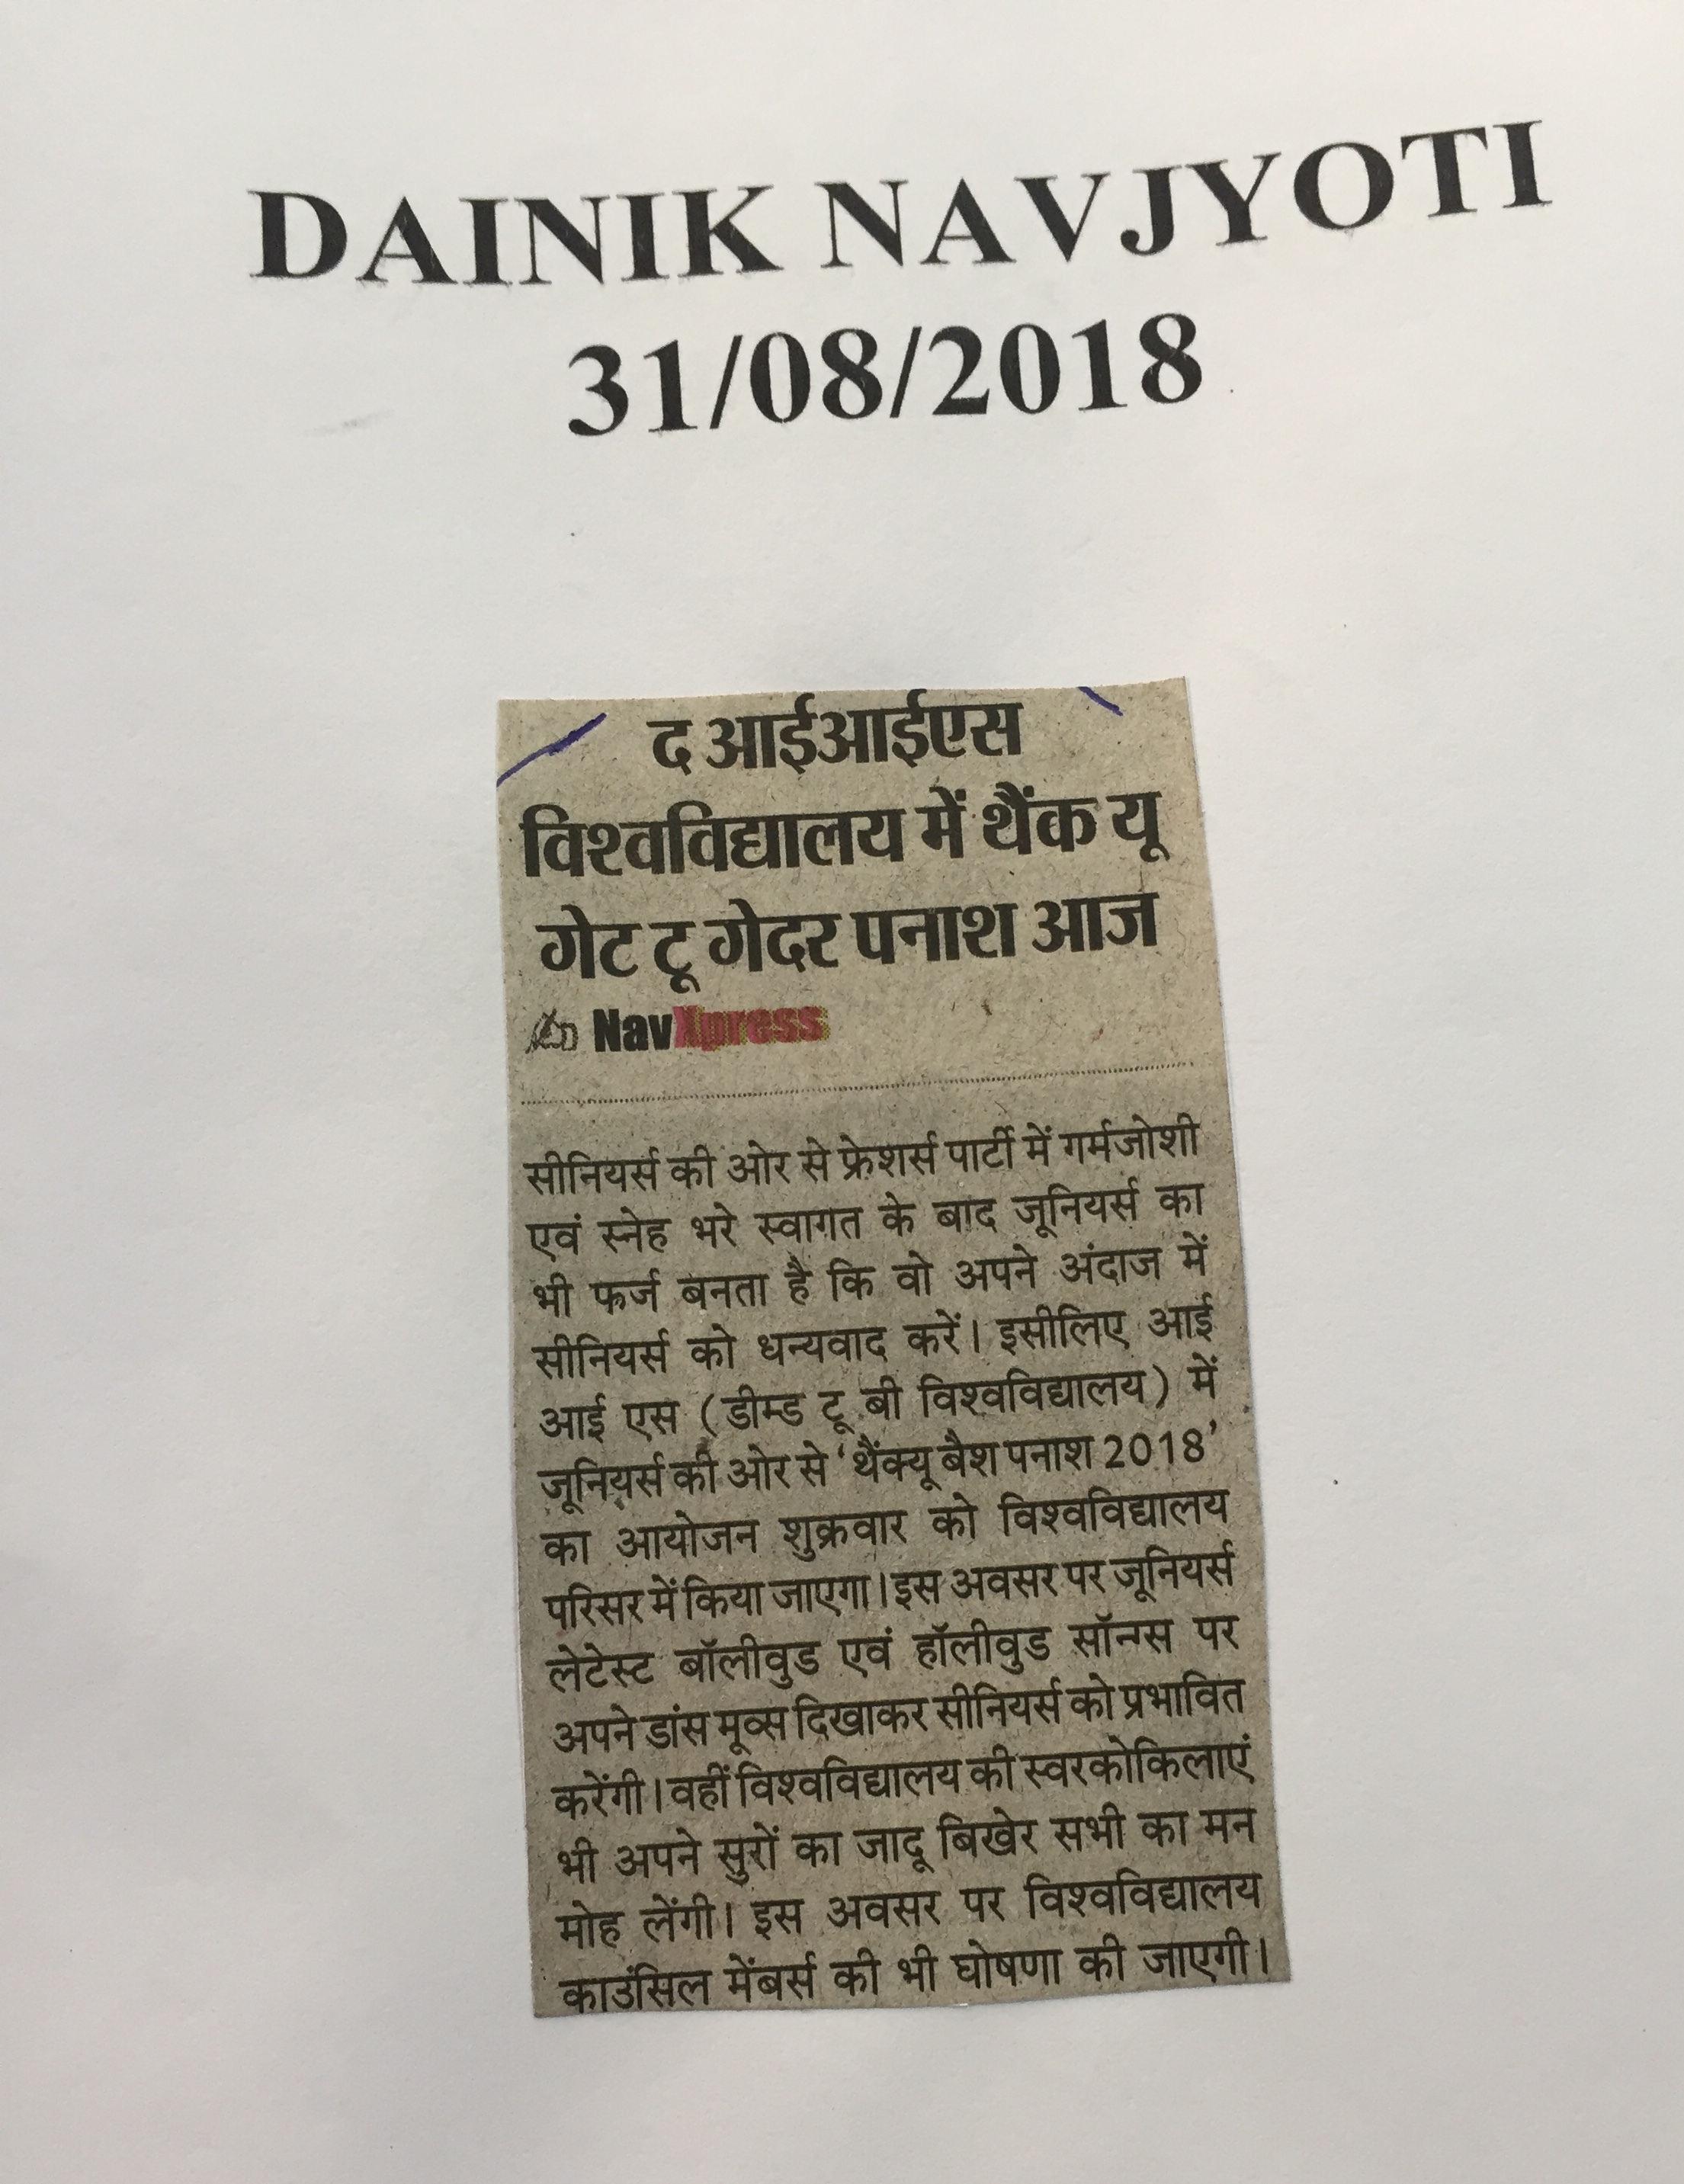 DAINIK NAVJYOTI
31/08/2018
द आईआईएस
विश्वविद्यालय में थैंक यू
गेट टू गेदर पनाश आज
NavXpress
सीनियर्स की ओर से फ्रेशर्स पार्टी में गर्मजोशी
एवं स्नेह भरे स्वागत के बाद जूनियर्स का
भी फर्ज बनता है कि वो अपने अंदाज में
सीनियर्स को धन्यवाद करें। इसीलिए आई
आई एस (डीम्ड टू बी विश्वविद्यालय) में
जूनियर्स की ओर से ‘थैंक्यू बैश पनाश 2018’
का आयोजन शुक्रवार को विश्वविद्यालय
परिसर में किया जाएगा। इस अवसर पर जूनियर्स
लेटेस्ट बॉलीवुड एवं हॉलीवुड सॉन्ग्स पर
अपने डांस मूव्स दिखाकर सीनियर्स को प्रभावित
करेंगी। वहीं विश्वविद्यालय की स्वरकोकिलाएं
भी अपने सुरों का जादू बिखेर सभी का मन
मोह लेंगी। इस अवसर पर विश्वविद्यालय
काउंसिल मेंबर्स की भी घोषणा की जाएगी।